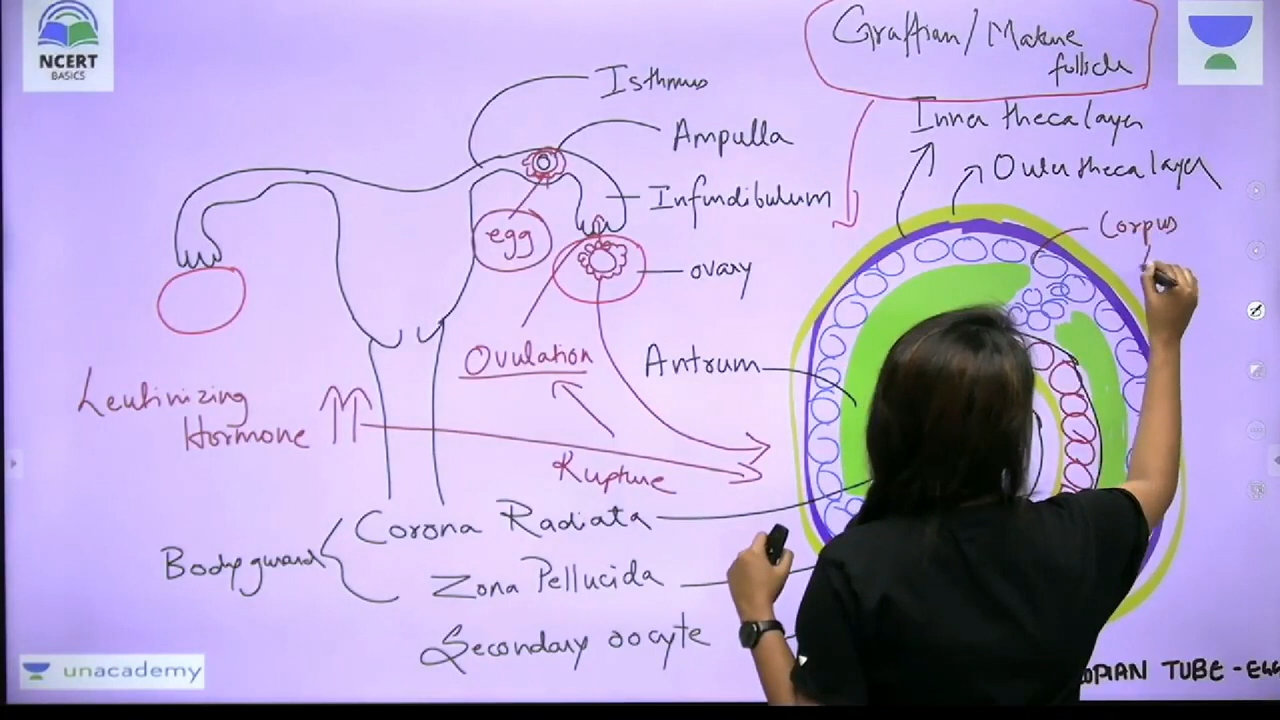 NCERT
BASICS
Graffian/Mature
follicle
Isthmus
Inner theca layer
Ampulla
Outer theca layer
Infundibulum
Corpus
egg
ovary
Ovulation
Antrum
Leutinizing
Hormone
Rupture
Corona Radiata
Bodyguard
Zona Pellucida
Secondary oocyte
unacademy
OPIAN TUBE - EGG